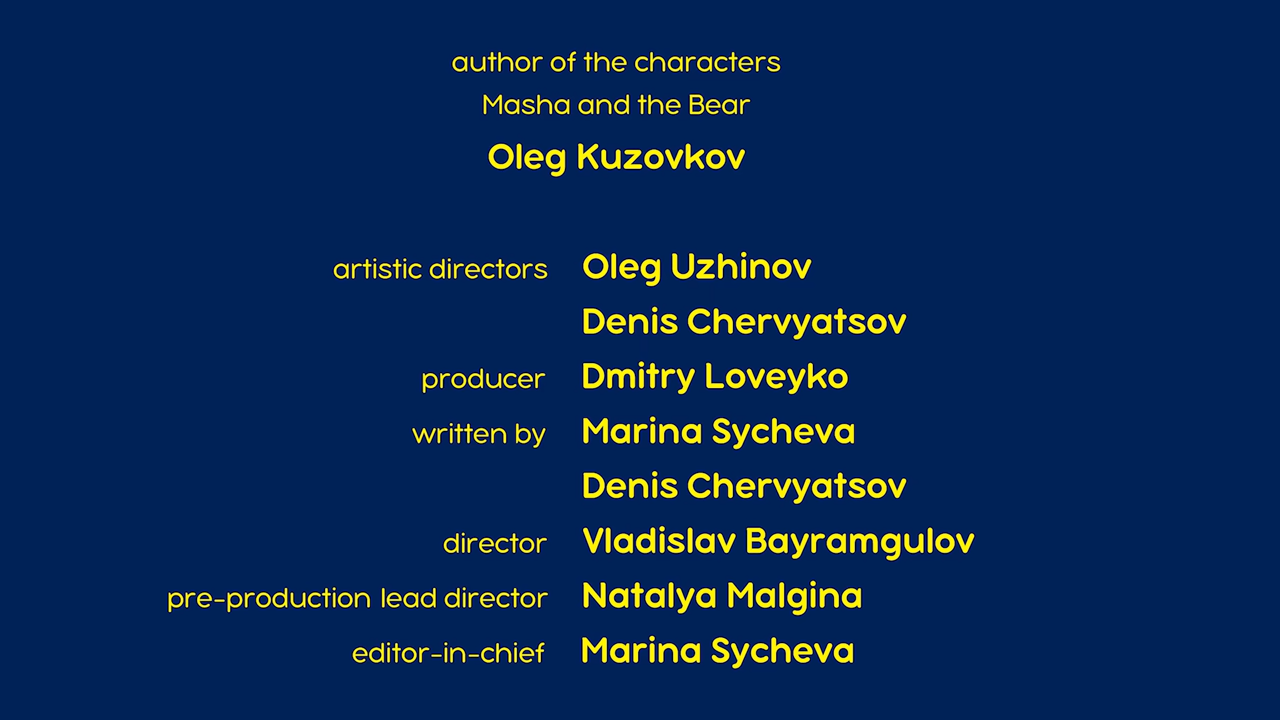 author of the characters
Masha and the Bear
Oleg Kuzovkov
artistic directors Oleg Uzhinov
Denis Chervyatsov
producer Dmitry Loveyko
written by Marina Sycheva
Denis Chervyatsov
director Vladislav Bayramgulov
pre-production lead director Natalya Malgina
editor-in-chief Marina Sycheva